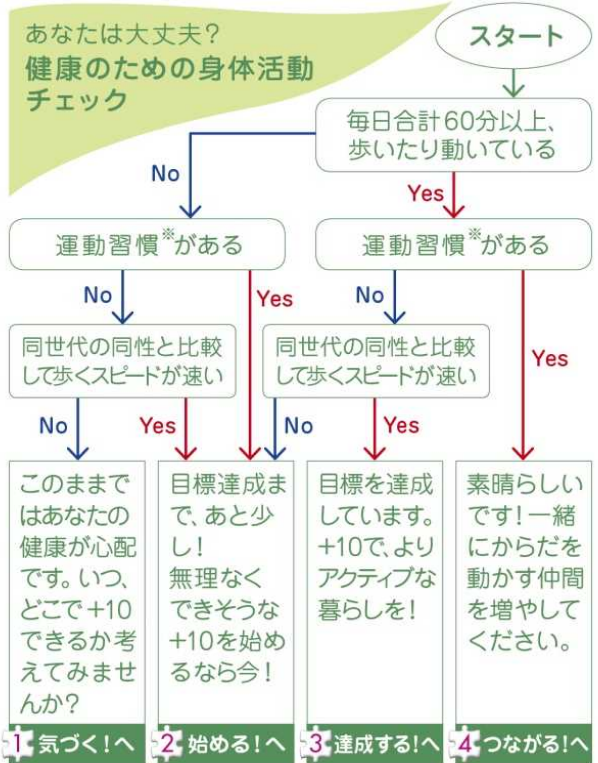 あなたは大丈夫?
健康のための身体活動
チェック
スタート
毎日合計60分以上、
歩いたり動いている
No
Yes
運動習慣※がある
運動習慣※がある
No
Yes
No
Yes
同世代の同性と比較
して歩くスピードが速い
同世代の同性と比較
して歩くスピードが速い
No
Yes
No
Yes
このままで
はあなたの
健康が心配
です。いつ、
どこで+10
できるか考
えてみませ
んか?
目標達成ま
で、あと少
し!
無理なく
できそうな
+10を始め
るなら今!
目標を達成
しています。
+10で、より
アクティブな
暮らしを!
素晴らしい
です!一緒
にからだを
動かす仲間
を増やして
ください。
1 気づく!へ
2 始める!へ
3 達成する!へ
4 つながる!へ